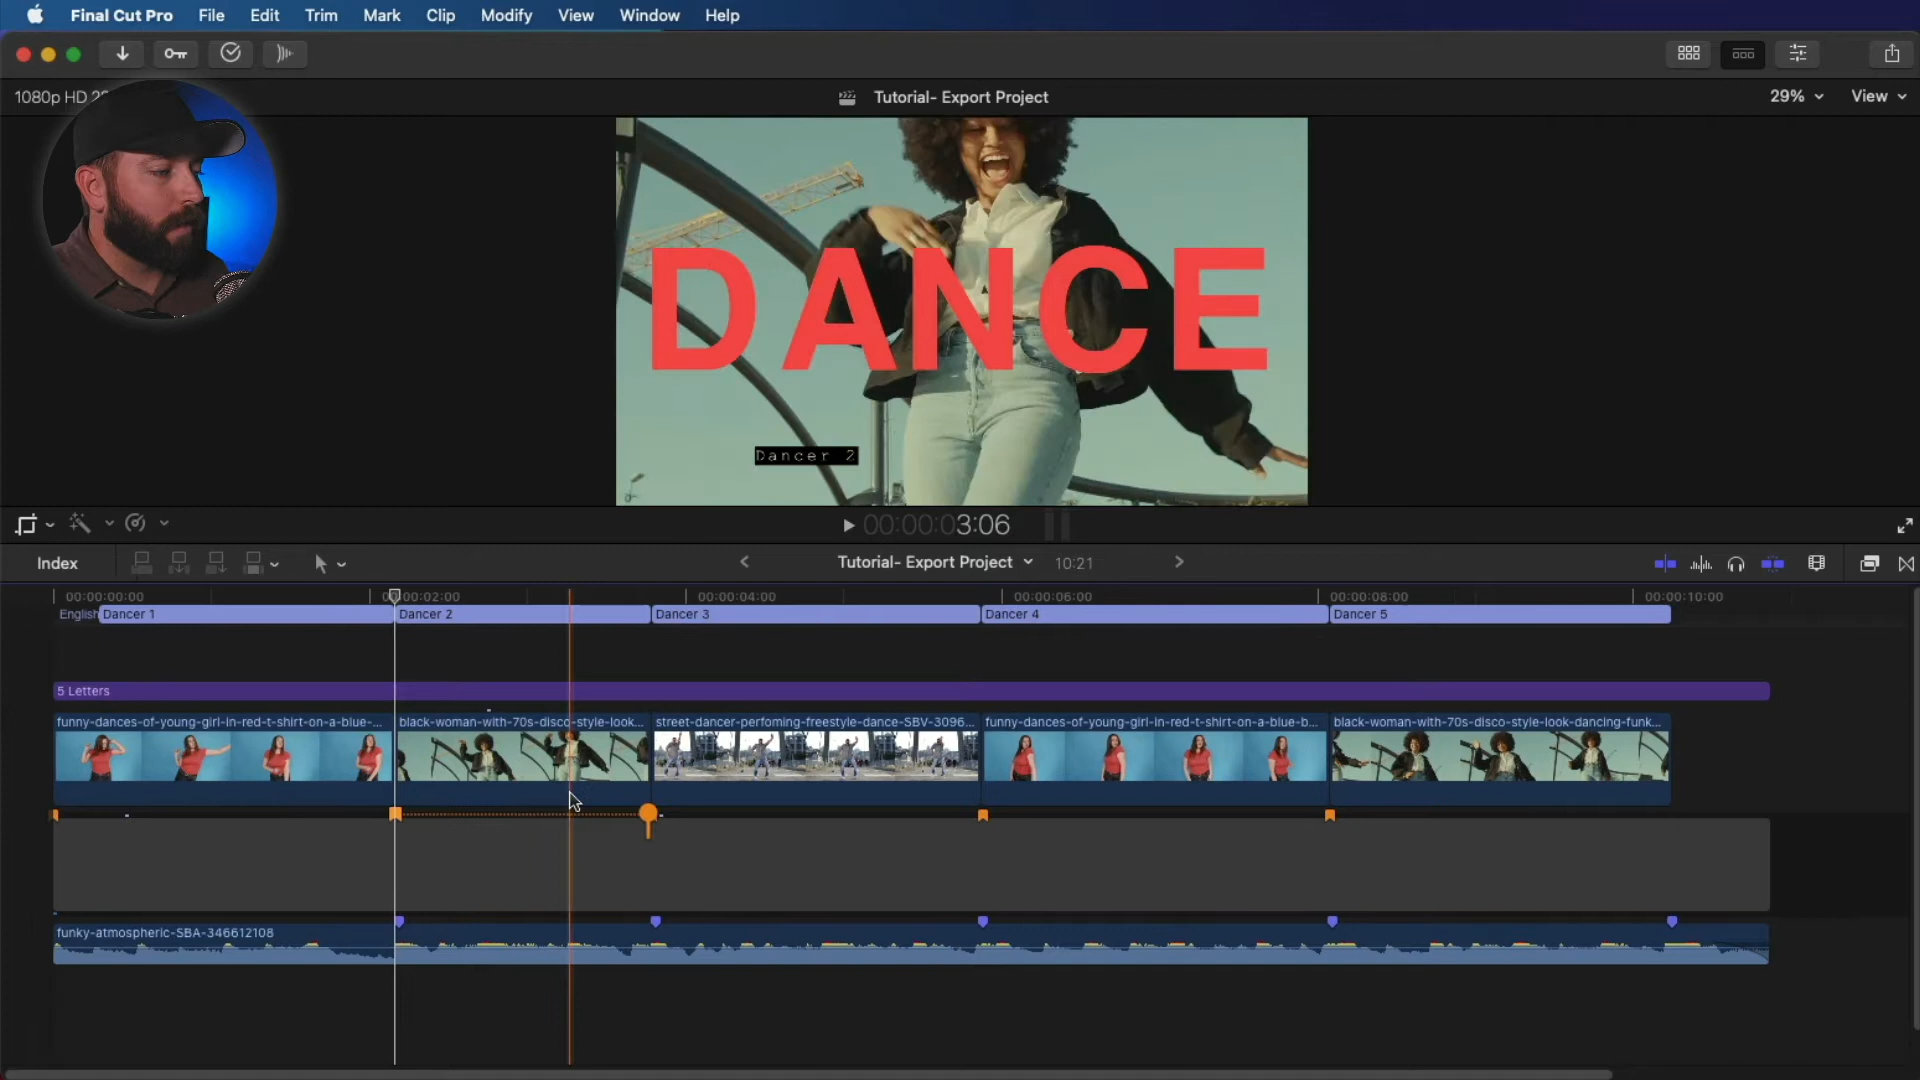 Final Cut Pro File Edit Trim Mark Clip Modify View Window Help
1080p HD
Tutorial- Export Project
29% View
DANCE
Dancer 2
00:00:03:06
Index
Tutorial- Export Project 10:21
00:00:00:00 00:00:02:00 00:00:04:00 00:00:06:00 00:00:08:00 00:00:10:00
English Dancer 1 Dancer 2 Dancer 3 Dancer 4 Dancer 5
5 Letters
funny-dances-of-young-girl-in-red-t-shirt-on-a-blue-... black-woman-with-70s-disco-style-look... street-dancer-perfoming-freestyle-dance-SBV-3096... funny-dances-of-young-girl-in-red-t-shirt-on-a-blue-b... black-woman-with-70s-disco-style-look-dancing-funk...
funky-atmospheric-SBA-346612108